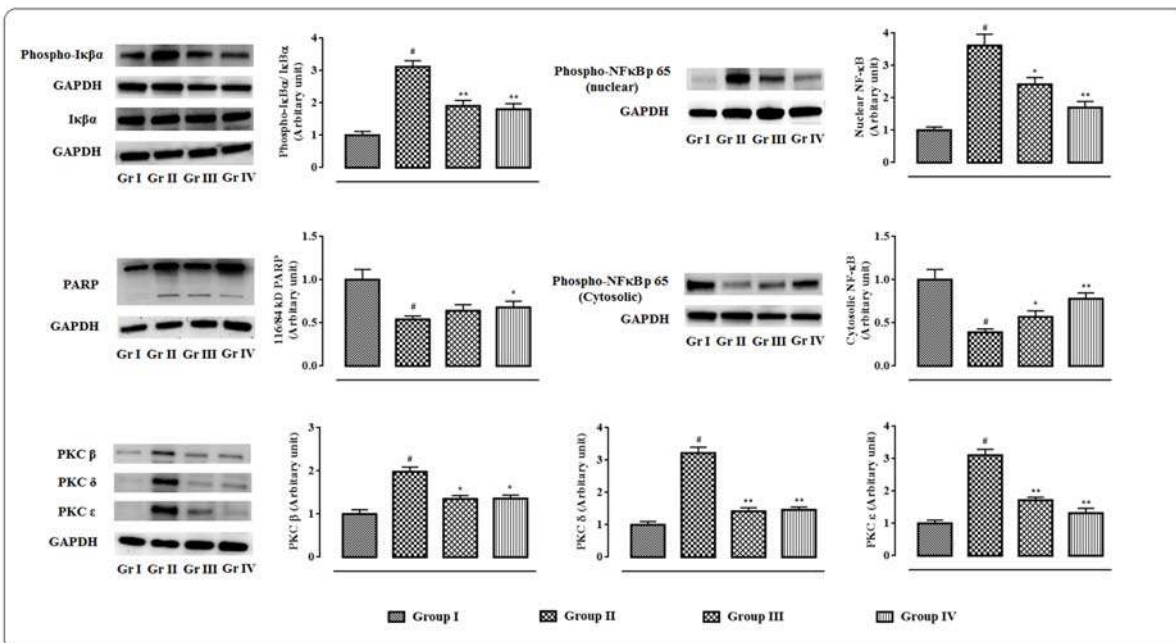 Phospho-Iκβα
GAPDH
Iκβα
GAPDH
Gr I Gr II Gr III Gr IV
Phospho-IκBα/ IκBα
(Arbitary unit)
4
3
2
1
0
#
**
**
Phospho-NFκBp 65
(nuclear)
GAPDH
Gr I Gr II Gr III Gr IV
Nuclear NF-κB
(Arbitary unit)
4
3
2
1
0
#
*
**
PARP
GAPDH
Gr I Gr II Gr III Gr IV
116/84 kD PARP
(Arbitary unit)
1.5
1.0
0.5
0.0
#
*
Phospho-NFκBp 65
(Cytosolic)
GAPDH
Gr I Gr II Gr III Gr IV
Cytosolic NF-κB
(Arbitary unit)
1.5
1.0
0.5
0.0
#
*
**
PKC β
PKC δ
PKC ε
GAPDH
Gr I Gr II Gr III Gr IV
PKC β (Arbitary unit)
3
2
1
0
#
*
*
PKC δ (Arbitary unit)
4
3
2
1
0
#
**
**
PKC ε (Arbitary unit)
4
3
2
1
0
#
**
**
Group I Group II Group III Group IV